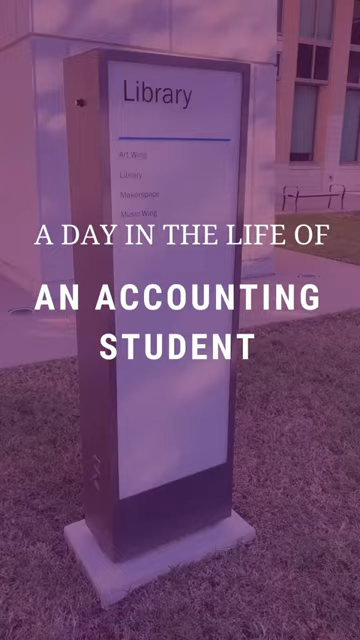 Library
Art Wing
Library
Makerspace
Music Wing
A DAY IN THE LIFE OF
AN ACCOUNTING
STUDENT